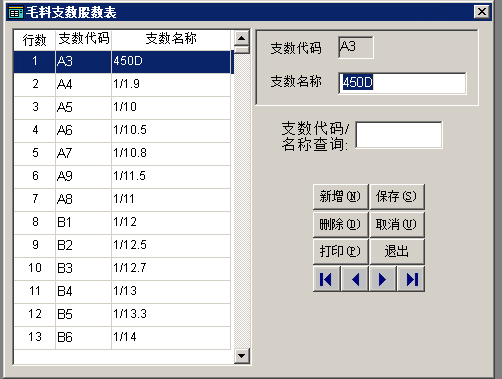 毛料支数股数表
行数 支数代码 支数名称
1 A3 450D
2 A4 1/1.9
3 A5 1/10
4 A6 1/10.5
5 A7 1/10.8
6 A9 1/11.5
7 A8 1/11
8 B1 1/12
9 B2 1/12.5
10 B3 1/12.7
11 B4 1/13
12 B5 1/13.3
13 B6 1/14
支数代码 A3
支数名称 450D
支数代码/
名称查询:
新增(N) 保存(S)
删除(D) 取消(U)
打印(P) 退出